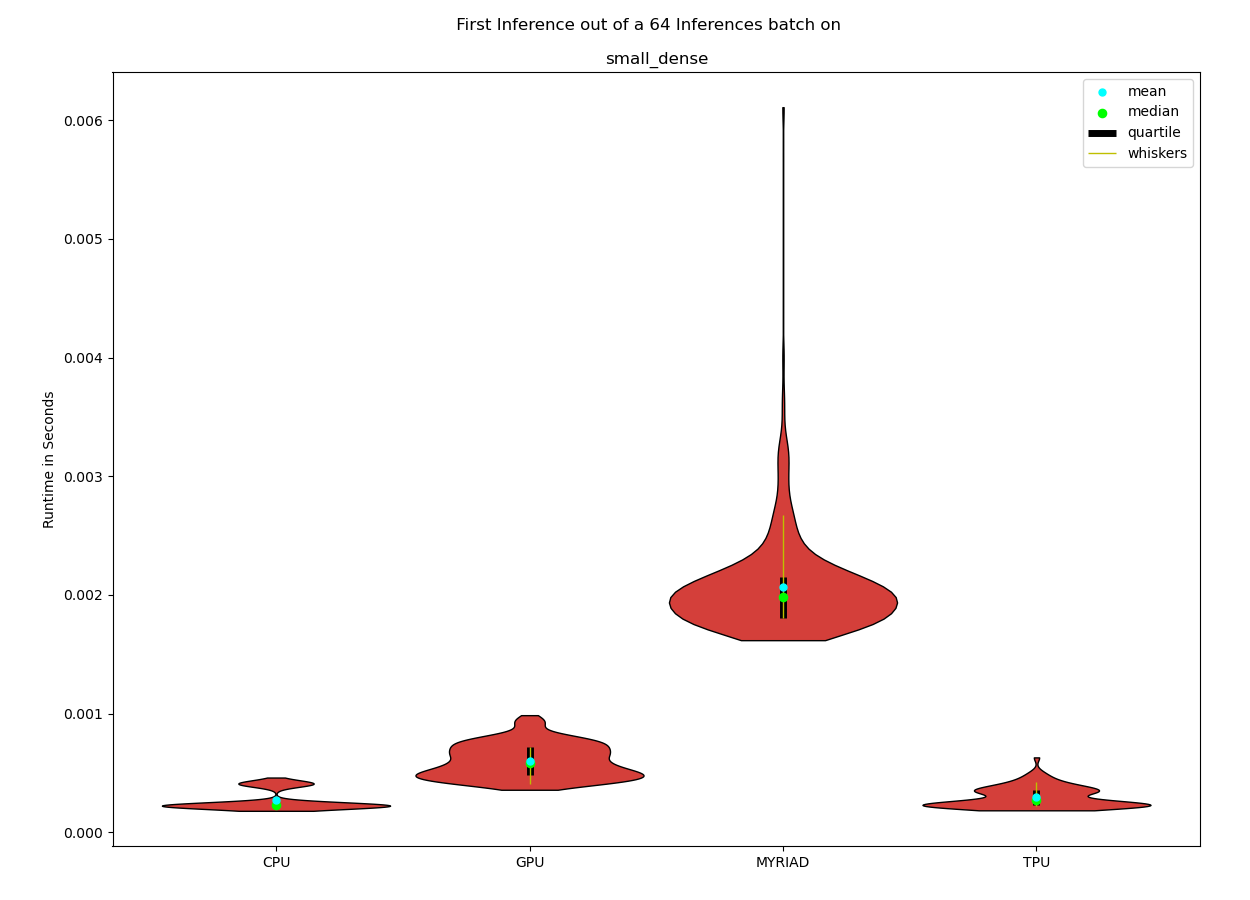 First Inference out of a 64 Inferences batch on
small_dense
mean
median
quartile
whiskers
Runtime in Seconds
0.006
0.005
0.004
0.003
0.002
0.001
0.000
CPU
GPU
MYRIAD
TPU